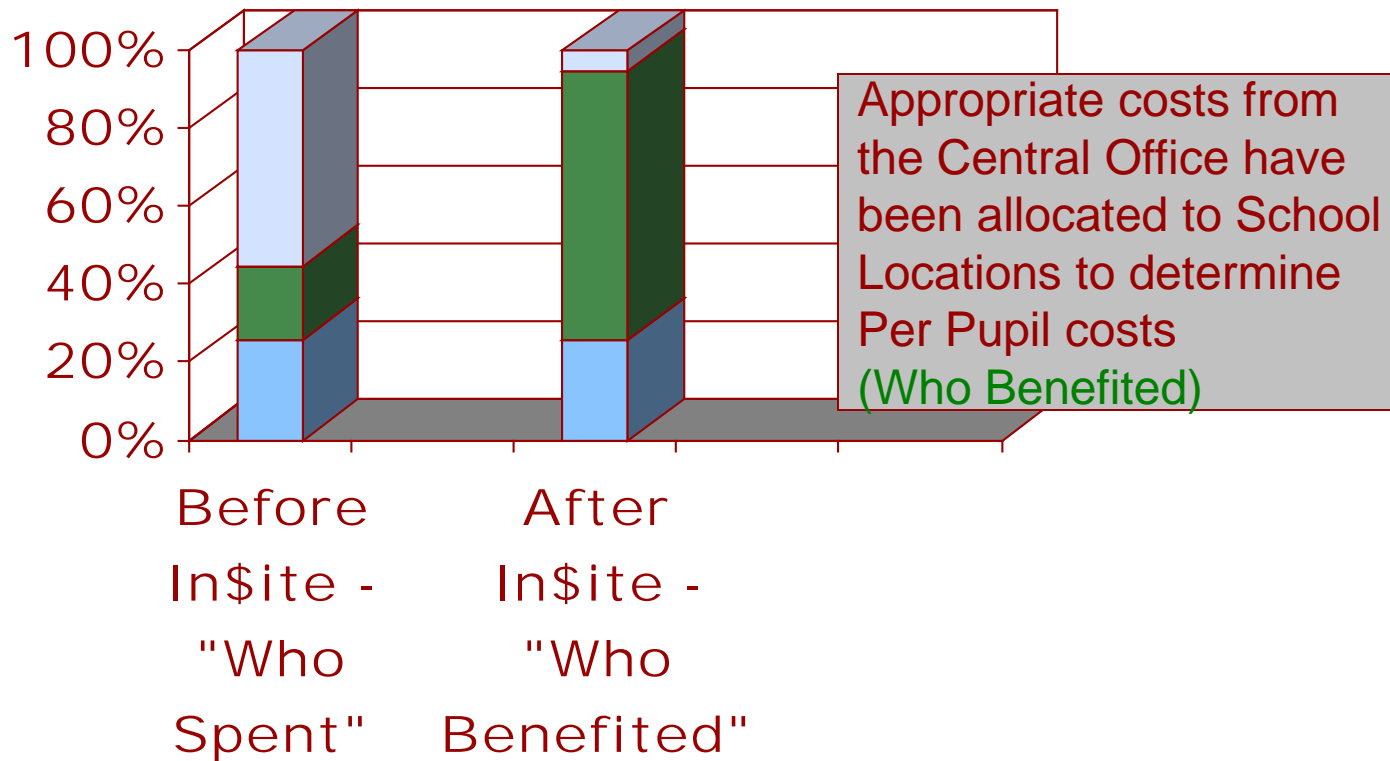 100%
80%
60%
40%
20%
0%
Appropriate costs from
the Central Office have
been allocated to School
Locations to determine
Per Pupil costs
(Who Benefited)
Before
In$ite -
"Who
Spent"
After
In$ite -
"Who
Benefited"